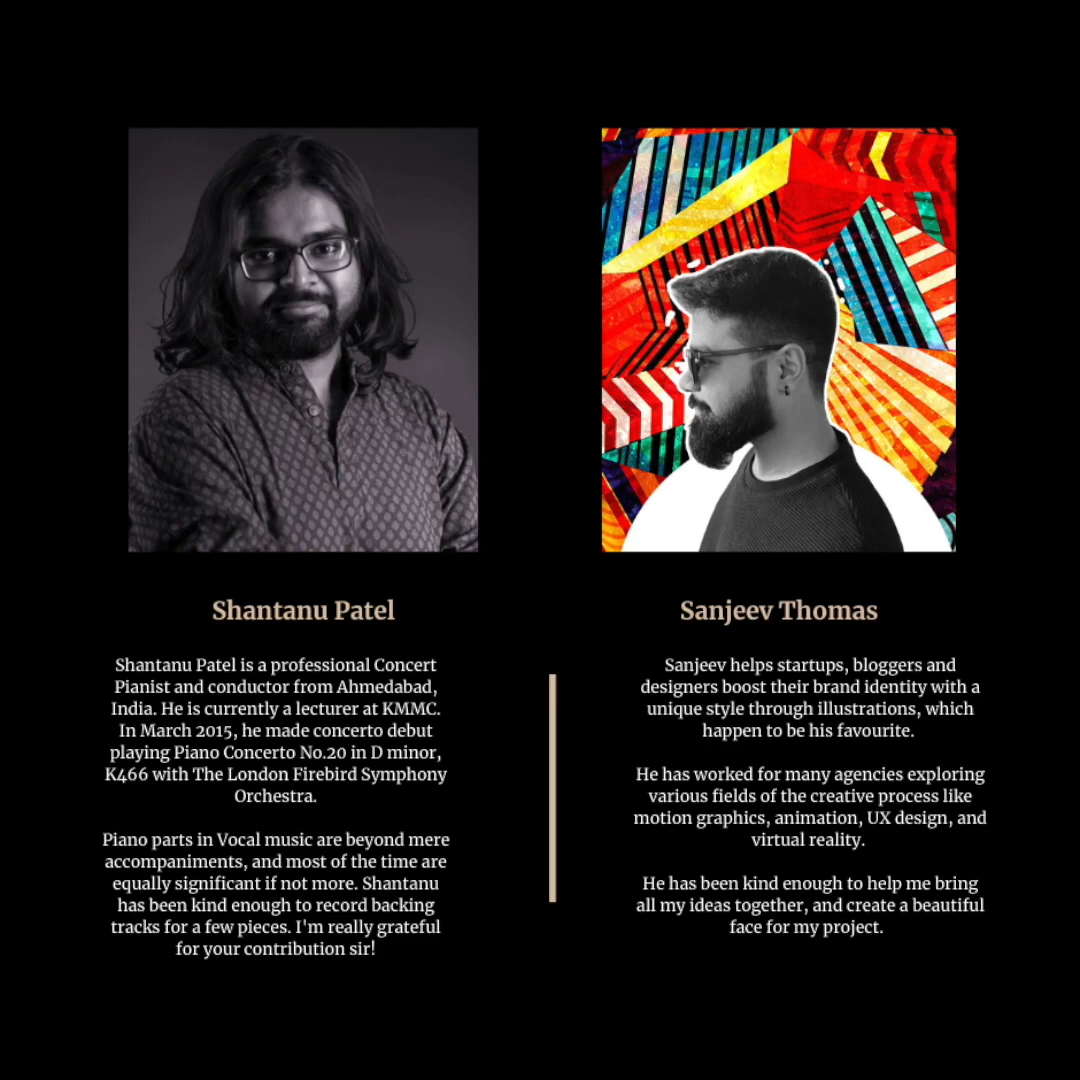 Shantanu Patel
Shantanu Patel is a professional Concert
Pianist and conductor from Ahmedabad,
India. He is currently a lecturer at KMMC.
In March 2015, he made concerto debut
playing Piano Concerto No.20 in D minor,
K466 with The London Firebird Symphony
Orchestra.
Piano parts in Vocal music are beyond mere
accompaniments, and most of the time are
equally significant if not more. Shantanu
has been kind enough to record backing
tracks for a few pieces. I'm really grateful
for your contribution sir!
Sanjeev Thomas
Sanjeev helps startups, bloggers and
designers boost their brand identity with a
unique style through illustrations, which
happen to be his favourite.
He has worked for many agencies exploring
various fields of the creative process like
motion graphics, animation, UX design, and
virtual reality.
He has been kind enough to help me bring
all my ideas together, and create a beautiful
face for my project.